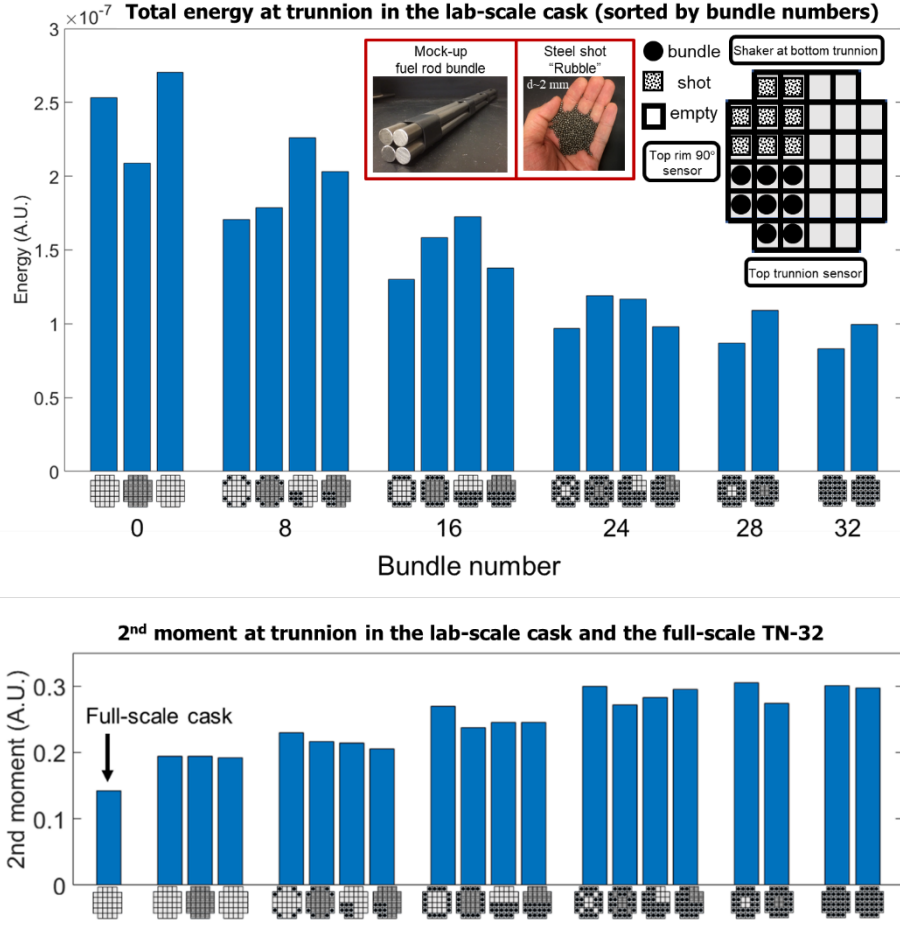 Total energy at trunnion in the lab-scale cask (sorted by bundle numbers)
×10⁻⁷
3
2.5
2
1.5
1
0.5
0
Energy (A.U.)
Mock-up
fuel rod bundle
Steel shot
“Rubble”
d~2 mm
bundle
shot
empty
Shaker at bottom trunnion
Top rim 90°
sensor
Top trunnion sensor
0 8 16 24 28 32
Bundle number
2ⁿᵈ moment at trunnion in the lab-scale cask and the full-scale TN-32
0.3
0.2
0.1
0
2nd moment (A.U.)
Full-scale cask